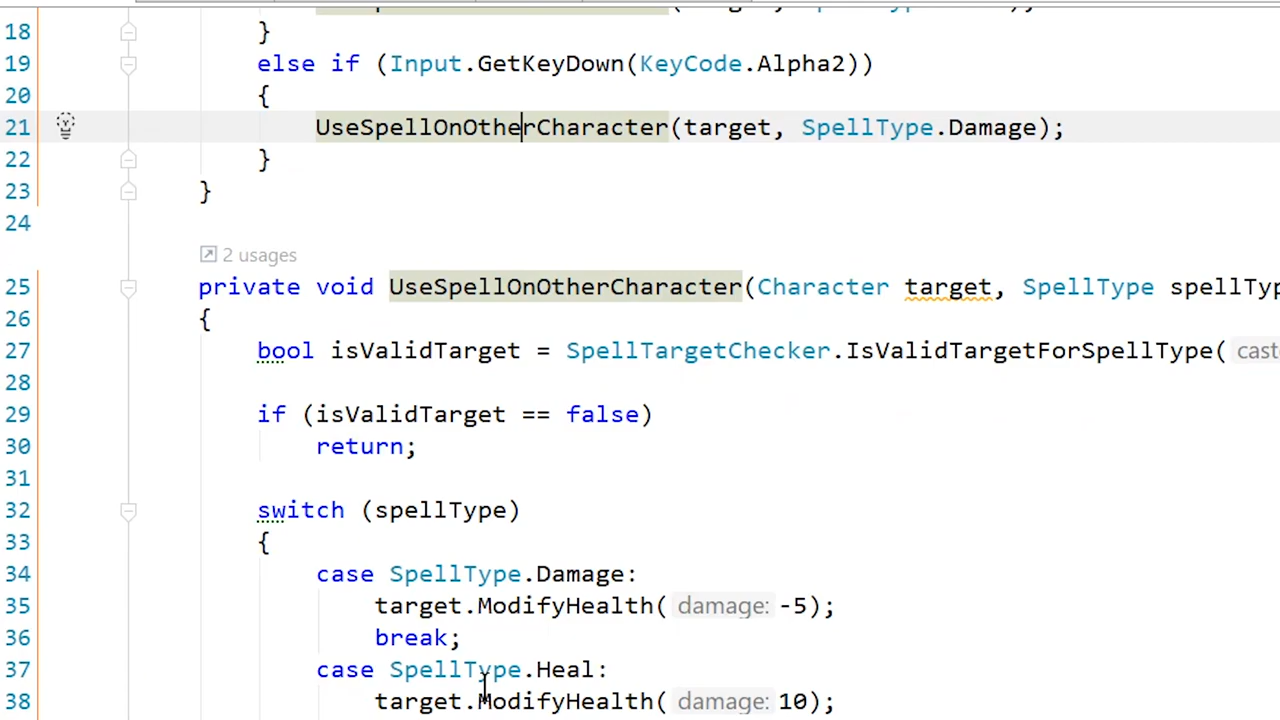 18 }
19 else if (Input.GetKeyDown(KeyCode.Alpha2))
20 {
21 UseSpellOnOtherCharacter(target, SpellType.Damage);
22 }
23 }
24
2 usages
25 private void UseSpellOnOtherCharacter(Character target, SpellType spellTyp
26 {
27 bool isValidTarget = SpellTargetChecker.IsValidTargetForSpellType( cast
28
29 if (isValidTarget == false)
30 return;
31
32 switch (spellType)
33 {
34 case SpellType.Damage:
35 target.ModifyHealth( damage: -5);
36 break;
37 case SpellType.Heal:
38 target.ModifyHealth( damage: 10);